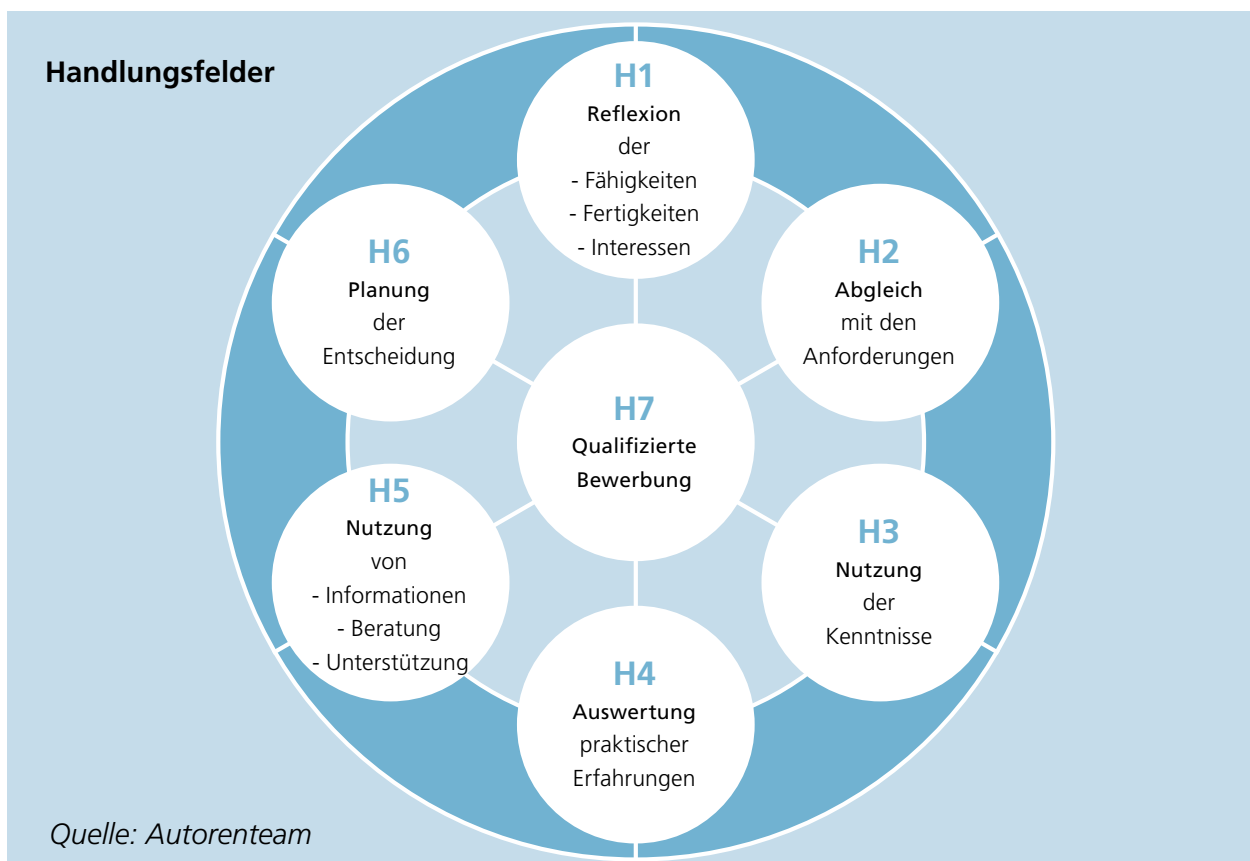 Handlungsfelder
H1
Reflexion
der
- Fähigkeiten
- Fertigkeiten
- Interessen
H2
Abgleich
mit den
Anforderungen
H3
Nutzung
der
Kenntnisse
H4
Auswertung
praktischer
Erfahrungen
H5
Nutzung
von
- Informationen
- Beratung
- Unterstützung
H6
Planung
der
Entscheidung
H7
Qualifizierte
Bewerbung
Quelle: Autorenteam